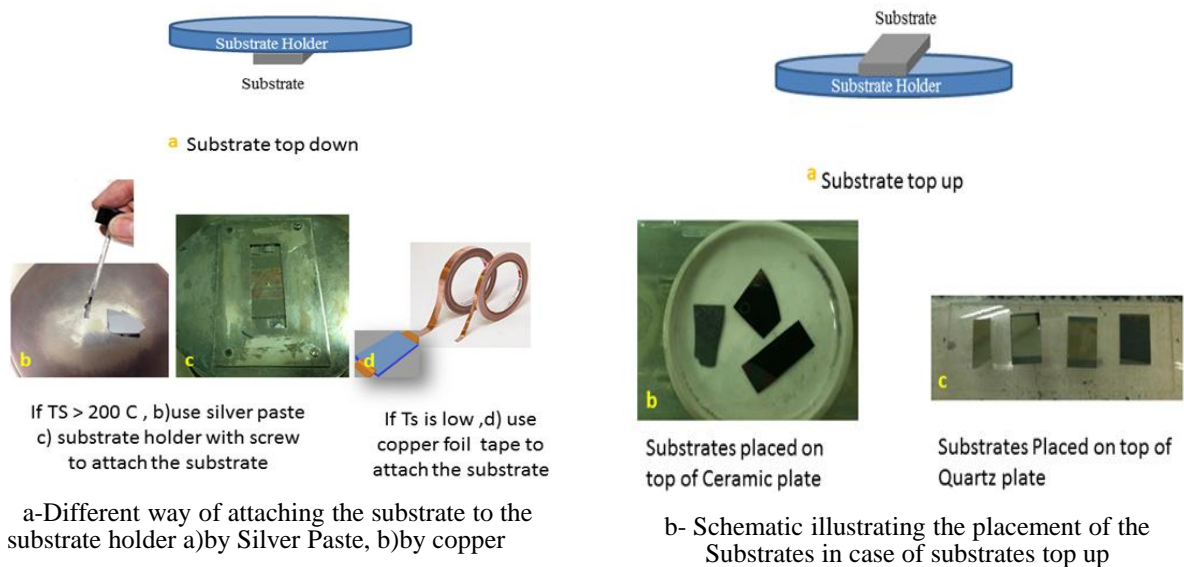 Substrate Holder
Substrate
a Substrate top down
b
c
d
If TS > 200 C , b)use silver paste
c) substrate holder with screw
to attach the substrate
If Ts is low ,d) use
copper foil tape to
attach the substrate
a-Different way of attaching the substrate to the
substrate holder a)by Silver Paste, b)by copper
Substrate
Substrate Holder
a Substrate top up
b
c
Substrates placed on
top of Ceramic plate
Substrates Placed on top of
Quartz plate
b- Schematic illustrating the placement of the
Substrates in case of substrates top up